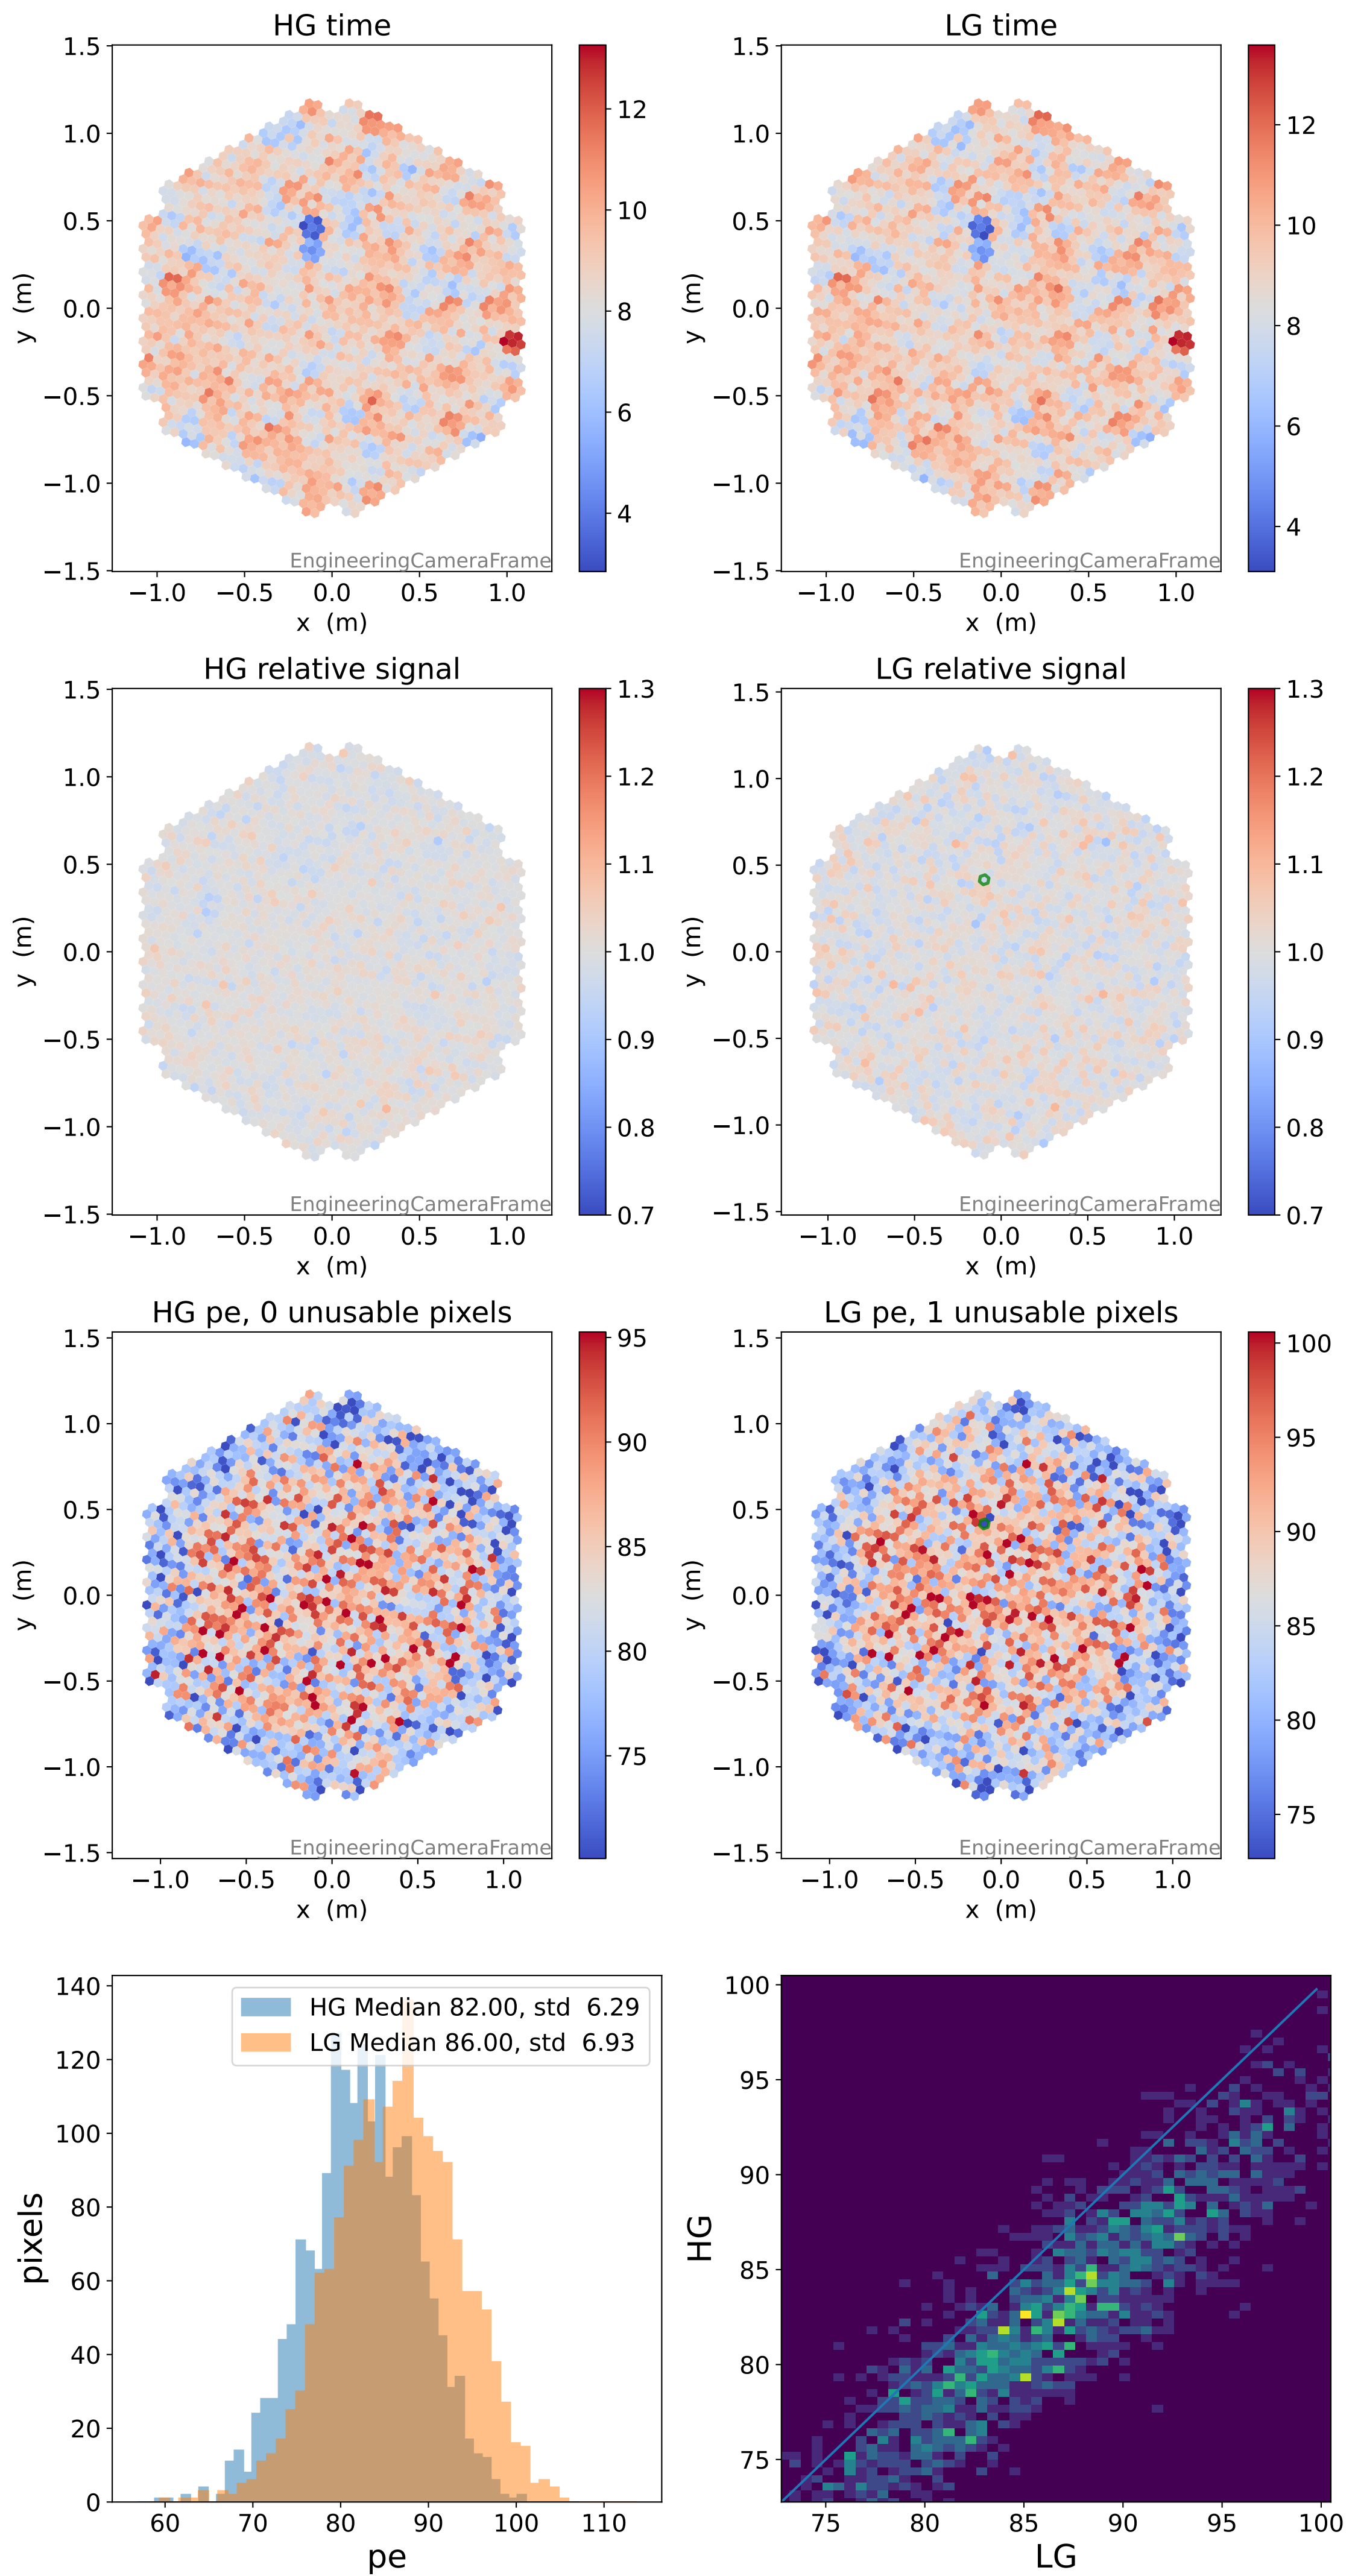 HG time
LG time
1.5
1.0
0.5
0.0
−0.5
−1.0
−1.5
y (m)
−1.0 −0.5 0.0 0.5 1.0
x (m)
EngineeringCameraFrame
12
10
8
6
4
1.5
1.0
0.5
0.0
−0.5
−1.0
−1.5
y (m)
−1.0 −0.5 0.0 0.5 1.0
x (m)
EngineeringCameraFrame
12
10
8
6
4
HG relative signal
LG relative signal
1.5
1.0
0.5
0.0
−0.5
−1.0
−1.5
y (m)
−1.0 −0.5 0.0 0.5 1.0
x (m)
EngineeringCameraFrame
1.3
1.2
1.1
1.0
0.9
0.8
0.7
1.5
1.0
0.5
0.0
−0.5
−1.0
−1.5
y (m)
−1.0 −0.5 0.0 0.5 1.0
x (m)
EngineeringCameraFrame
1.3
1.2
1.1
1.0
0.9
0.8
0.7
HG pe, 0 unusable pixels
LG pe, 1 unusable pixels
1.5
1.0
0.5
0.0
−0.5
−1.0
−1.5
y (m)
−1.0 −0.5 0.0 0.5 1.0
x (m)
EngineeringCameraFrame
95
90
85
80
75
1.5
1.0
0.5
0.0
−0.5
−1.0
−1.5
y (m)
−1.0 −0.5 0.0 0.5 1.0
x (m)
EngineeringCameraFrame
100
95
90
85
80
75
HG Median 82.00, std 6.29
LG Median 86.00, std 6.93
140
120
100
80
60
40
20
0
pixels
60 70 80 90 100 110
pe
100
95
90
85
80
75
HG
75 80 85 90 95 100
LG